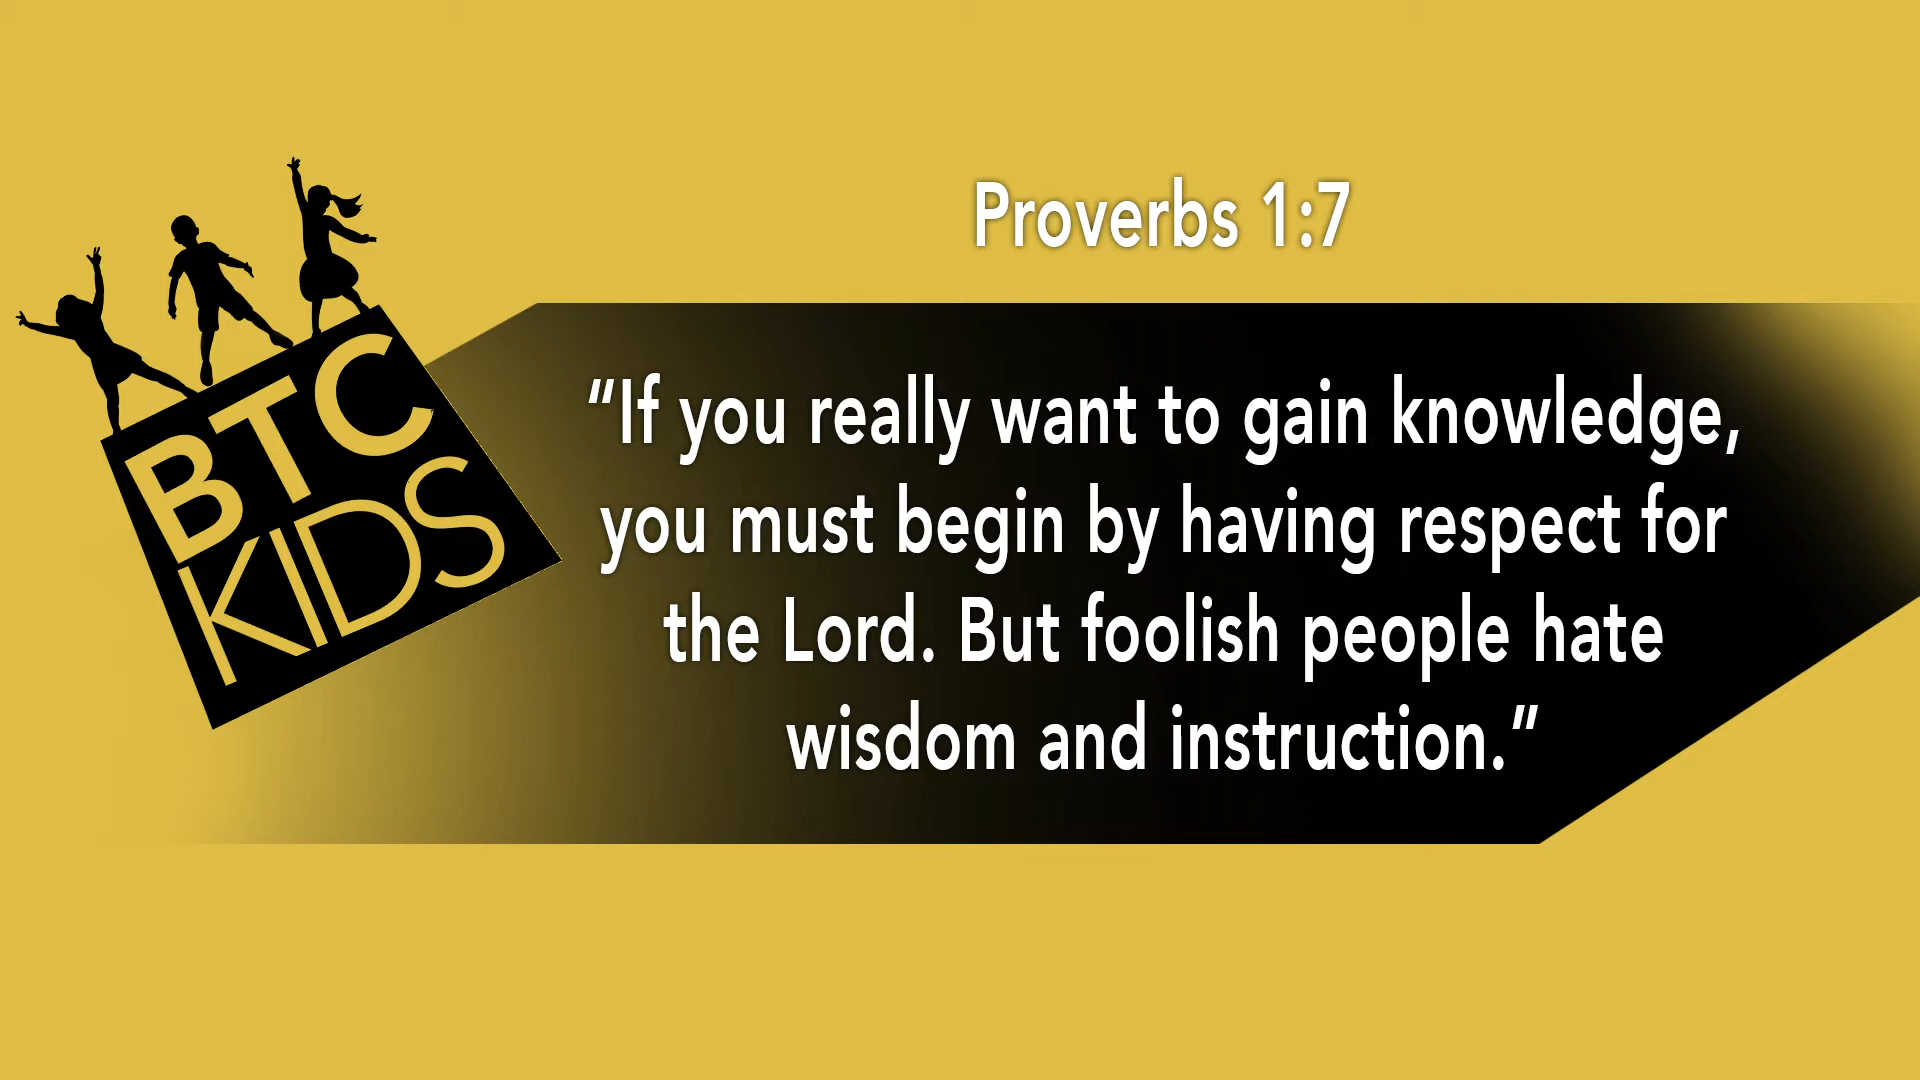 BTC
KIDS
Proverbs 1:7
“If you really want to gain knowledge,
you must begin by having respect for
the Lord. But foolish people hate
wisdom and instruction.”